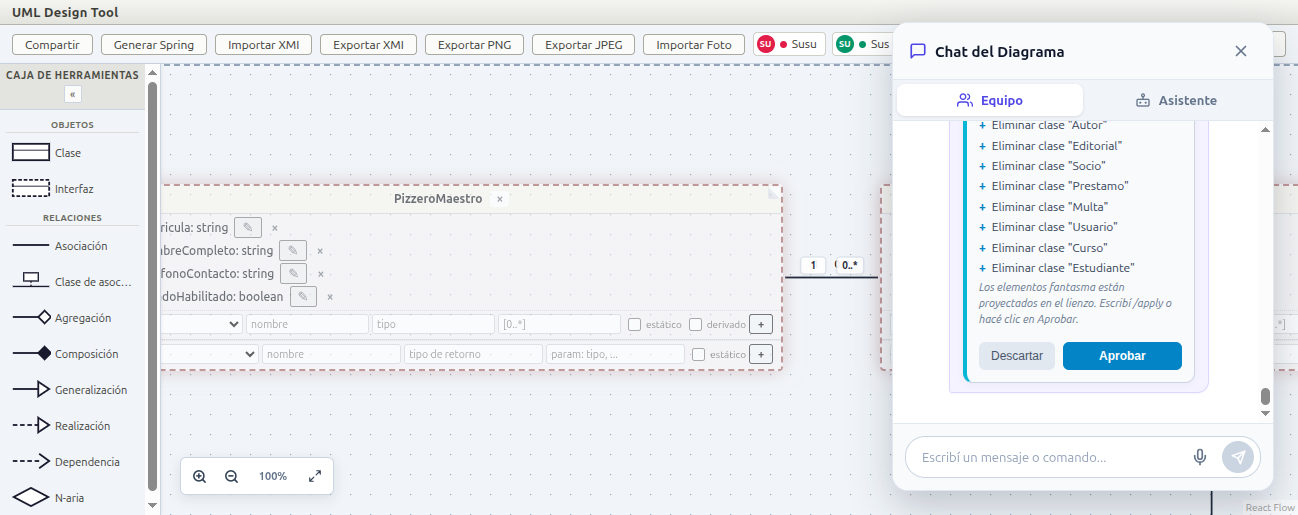 UML Design Tool
Compartir
Generar Spring
Importar XMI
Exportar XMI
Exportar PNG
Exportar JPEG
Importar Foto
SU Susu
SU Sus
CAJA DE HERRAMIENTAS
«
OBJETOS
Clase
Interfaz
RELACIONES
Asociación
Clase de asoc...
Agregación
Composición
Generalización
Realización
Dependencia
N-aria
PizzeroMaestro ×
rícula: string ✎ ×
breCompleto: string ✎ ×
fonoContacto: string ✎ ×
doHabilitado: boolean ✎ ×
nombre tipo [0..*] estático derivado +
nombre tipo de retorno param: tipo, ... estático +
1 0..*
100%
Chat del Diagrama
Equipo
Asistente
+ Eliminar clase "Autor"
+ Eliminar clase "Editorial"
+ Eliminar clase "Socio"
+ Eliminar clase "Prestamo"
+ Eliminar clase "Multa"
+ Eliminar clase "Usuario"
+ Eliminar clase "Curso"
+ Eliminar clase "Estudiante"
Los elementos fantasma están
proyectados en el lienzo. Escribí /apply o
hacé clic en Aprobar.
Descartar
Aprobar
Escribí un mensaje o comando...
.*]
React Flow